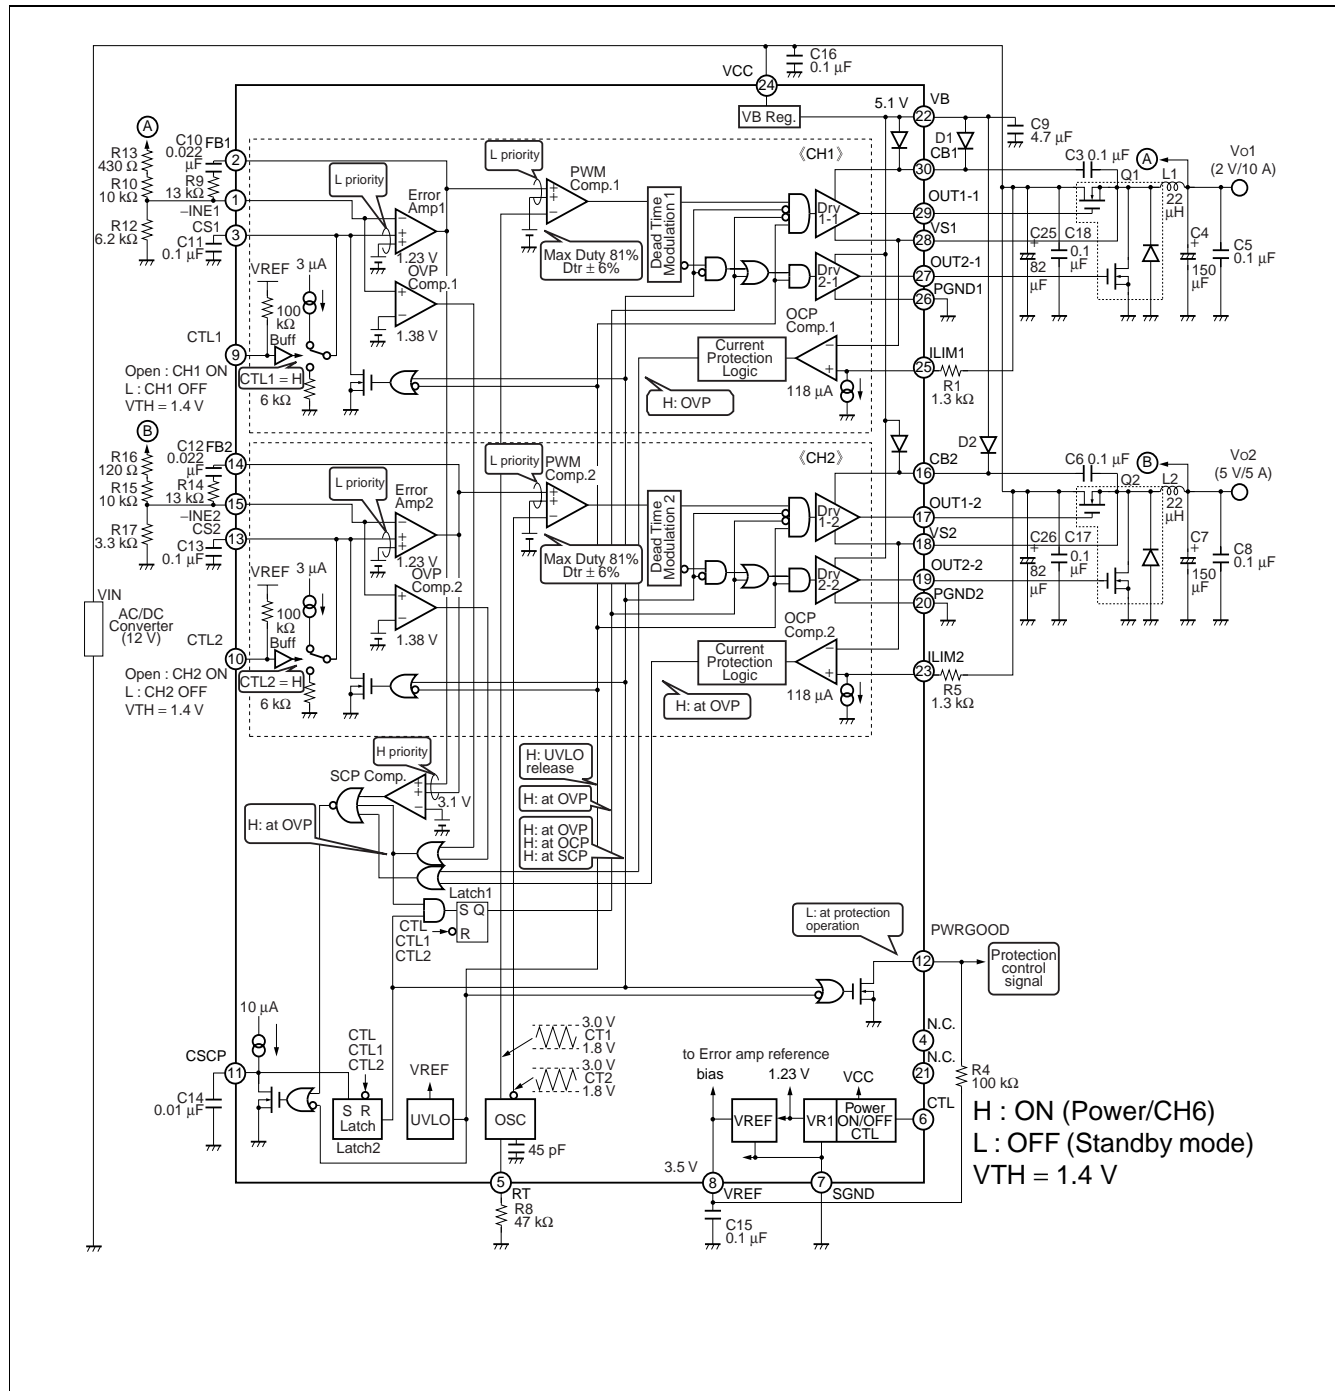 C16
0.1 µF
VCC
24
VB Reg.
5.1 V
VB
22
C9
4.7 µF
D1
CB1
30
C3 0.1 µF
A
VO1
(2 V/10 A)
Q1
L1
22
µH
A
R13
430 Ω
R10
10 kΩ
R12
6.2 kΩ
C10
0.022
µF
FB1
2
R9
13 kΩ
1
−INE1
CS1
3
C11
0.1 µF
L priority
Error
Amp1
1.23 V
OVP
Comp.1
1.38 V
L priority
PWM
Comp.1
Max Duty 81%
Dtr ± 6%
Dead Time
Modulation 1
《CH1》
Drv
1-1
Drv
2-1
OUT1-1
29
VS1
28
OUT2-1
27
PGND1
26
C25
82
µF
C18
0.1
µF
C4
150
µF
C5
0.1 µF
VREF
3 µA
100
kΩ
Buff
CTL1
9
CTL1 = H
6 kΩ
Open : CH1 ON
L : CH1 OFF
VTH = 1.4 V
OCP
Comp.1
Current
Protection
Logic
118 µA
ILIM1
25
R1
1.3 kΩ
H: OVP
B
R16
120 Ω
R15
10 kΩ
R17
3.3 kΩ
C12
0.022
µF
FB2
14
R14
13 kΩ
15
−INE2
CS2
13
C13
0.1 µF
L priority
Error
Amp2
1.23 V
OVP
Comp.2
1.38 V
L priority
PWM
Comp.2
Max Duty 81%
Dtr ± 6%
Dead Time
Modulation 2
《CH2》
Drv
1-2
Drv
2-2
D2
CB2
16
C6 0.1 µF
B
VO2
(5 V/5 A)
Q2
L2
22
µH
OUT1-2
17
VS2
18
OUT2-2
19
PGND2
20
C26
82
µF
C17
0.1
µF
C7
150
µF
C8
0.1 µF
VIN
AC/DC
Converter
(12 V)
VREF
3 µA
100
kΩ
Buff
CTL2
10
CTL2 = H
6 kΩ
Open : CH2 ON
L : CH2 OFF
VTH = 1.4 V
OCP
Comp.2
Current
Protection
Logic
118 µA
ILIM2
23
R5
1.3 kΩ
H: at OVP
H priority
SCP Comp.
3.1 V
H: at OVP
H: UVLO
release
H: at OVP
H: at OVP
H: at OCP
H: at SCP
Latch1
S Q
R
CTL
CTL1
CTL2
L: at protection
operation
PWRGOOD
12
Protection
control
signal
10 µA
CSCP
11
C14
0.01 µF
CTL
CTL1
CTL2
S R
Latch
Latch2
VREF
UVLO
3.0 V
CT1
1.8 V
3.0 V
CT2
1.8 V
OSC
45 pF
5
RT
R8
47 kΩ
to Error amp reference
bias
1.23 V
VCC
VREF
VR1
Power
ON/OFF
CTL
3.5 V
8
VREF
C15
0.1 µF
7
SGND
N.C.
4
N.C.
21
CTL
6
R4
100 kΩ
H : ON (Power/CH6)
L : OFF (Standby mode)
VTH = 1.4 V